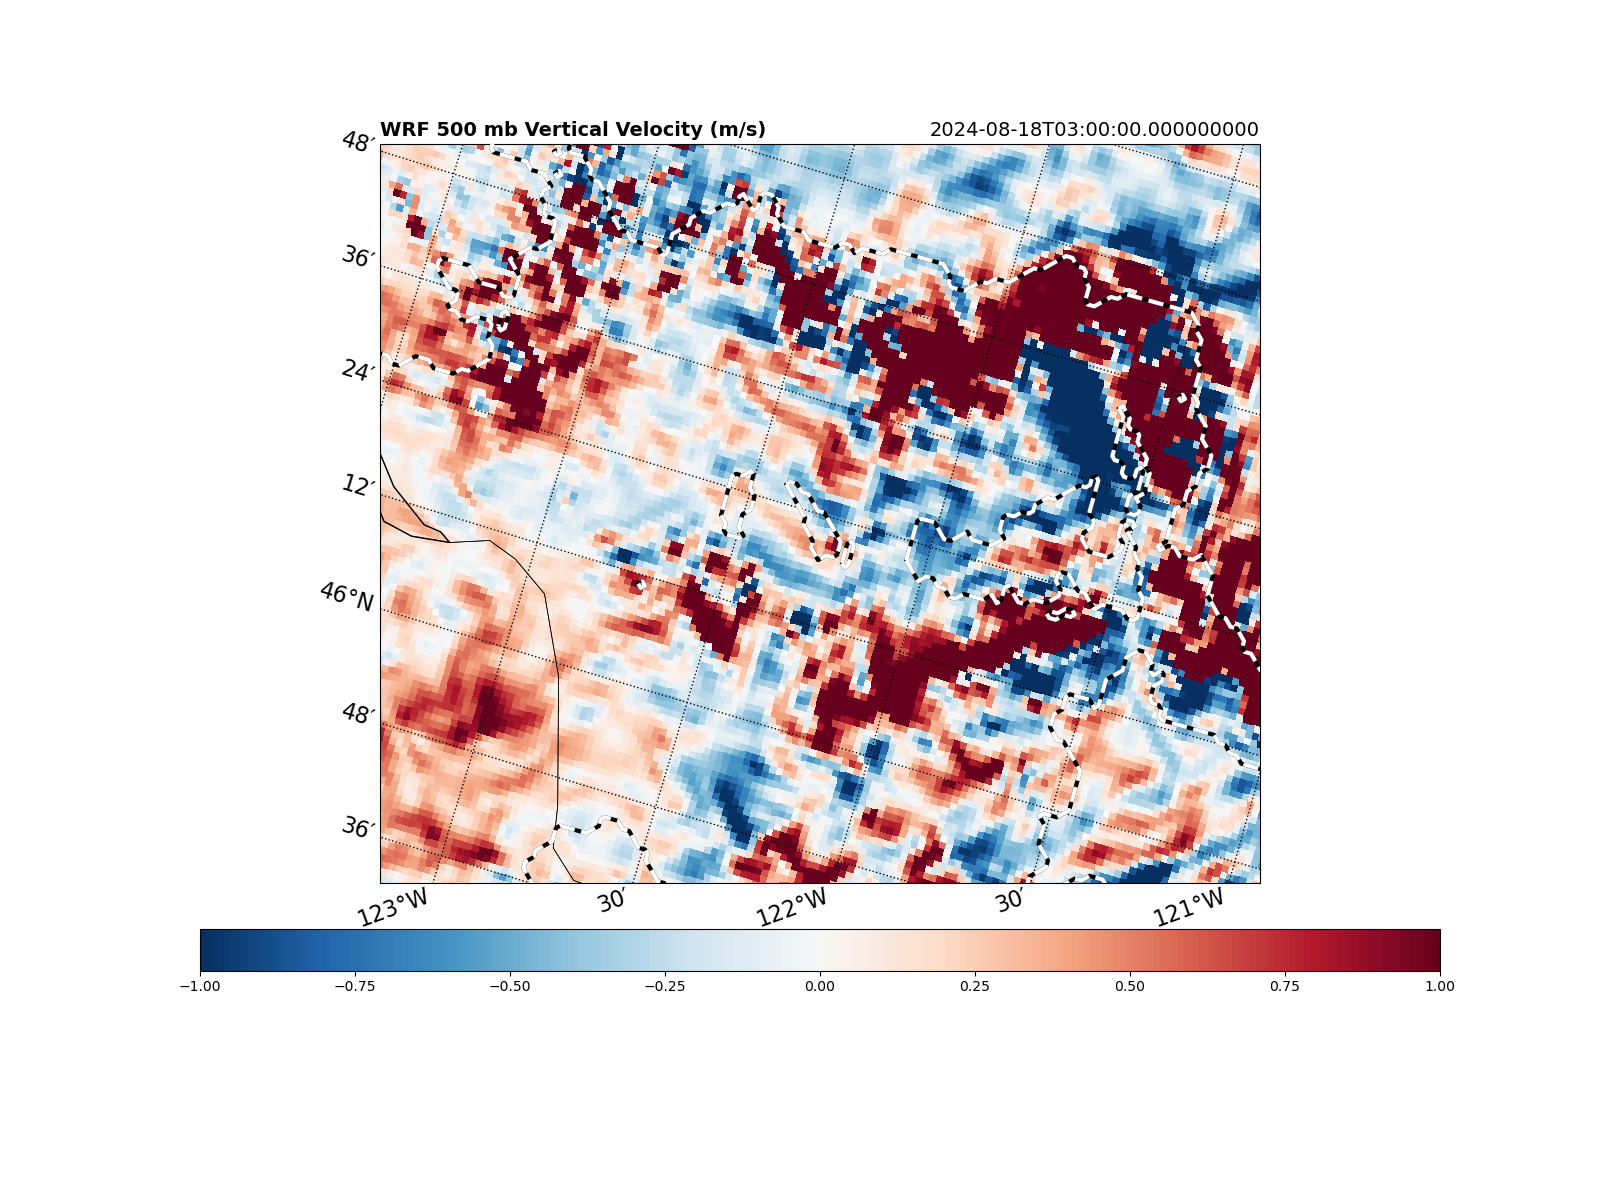 WRF 500 mb Vertical Velocity (m/s) 2024-08-18T03:00:00.000000000
48′
36′
24′
12′
46°N
48′
36′
123°W 30′ 122°W 30′ 121°W
−1.00 −0.75 −0.50 −0.25 0.00 0.25 0.50 0.75 1.00